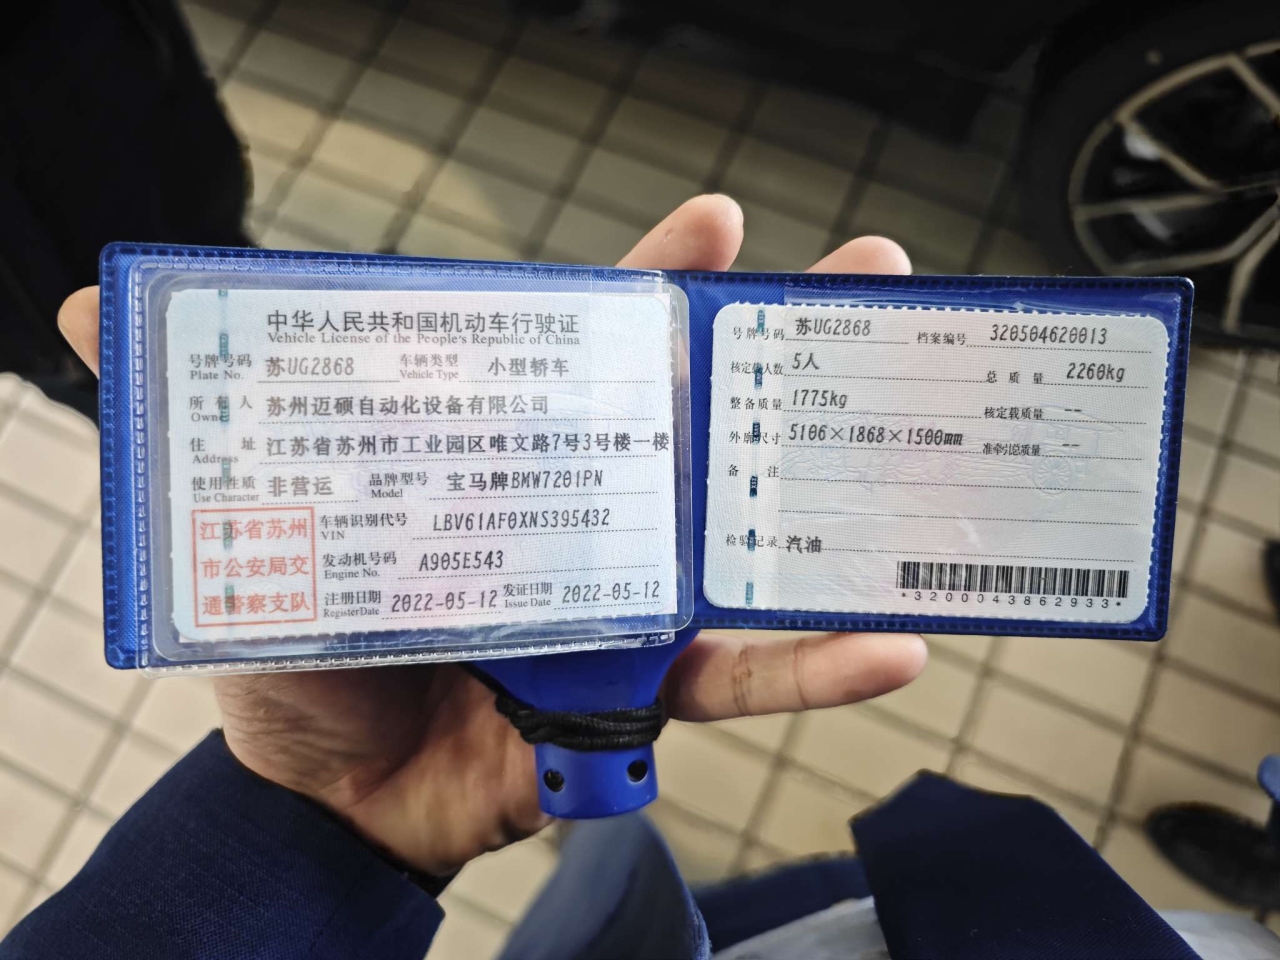 中华人民共和国机动车行驶证
Vehicle License of the People's Republic of China
号牌号码 苏UG2868 车辆类型 小型轿车
Plate No. Vehicle Type
所有人 苏州迈硕自动化设备有限公司
Owner
住址 江苏省苏州市工业园区唯文路7号3号楼一楼
Address
使用性质 非营运 品牌型号 宝马牌BMW7201PN
Use Character Model
江苏省苏州
市公安局交
通警察支队
车辆识别代号 LBV61AF0XNS395432
VIN
发动机号码 A905E543
Engine No.
注册日期 2022-05-12 发证日期 2022-05-12
Register Date Issue Date
号牌号码 苏UG2868 档案编号 320504620013
核定载人数 5人 总质量 2260kg
整备质量 1775kg 核定载质量 --
外廓尺寸 5106×1868×1500mm 准牵引总质量 --
备注
检验记录 汽油
*3200043862933*